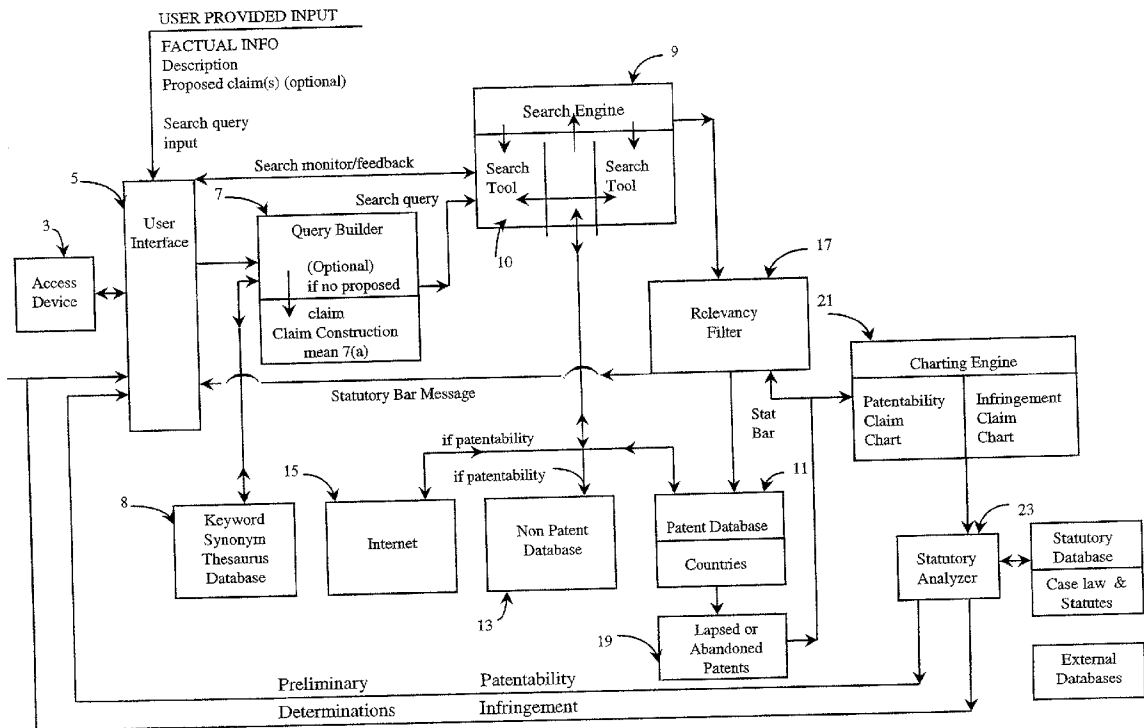 USER PROVIDED INPUT
FACTUAL INFO
Description
Proposed claim(s) (optional)
Search query
input
9
Search Engine
Search
Tool
Search
Tool
10
Search monitor/feedback
Search query
5
User
Interface
7
Query Builder
(Optional)
if no proposed
claim
Claim Construction
mean 7(a)
3
Access
Device
17
Relevancy
Filter
21
Charting Engine
Patentability
Claim
Chart
Infringement
Claim
Chart
Statutory Bar Message
Stat
Bar
if patentability
if patentability
8
Keyword
Synonym
Thesaurus
Database
15
Internet
Non Patent
Database
13
11
Patent Database
Countries
19
Lapsed or
Abandoned
Patents
23
Statutory
Analyzer
Statutory
Database
Case law &
Statutes
External
Databases
Preliminary Patentability
Determinations Infringement